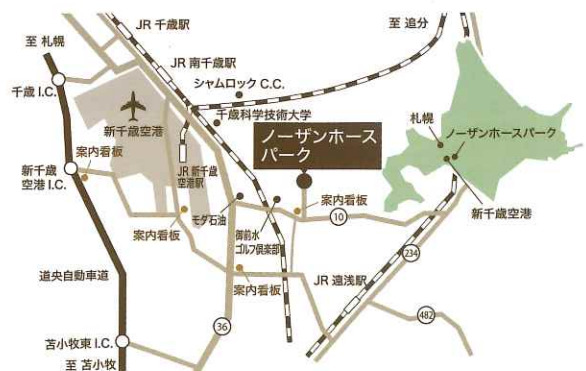 至 札幌
千歳 I.C.
新千歳
空港 I.C.
案内看板
道央自動車道
苫小牧東 I.C.
至 苫小牧
JR 千歳駅
JR 南千歳駅
シャムロック C.C.
千歳科学技術大学
新千歳空港
JR 新千歳
空港駅
案内看板
モダ石油
ノーザンホース
パーク
御前水
ゴルフ倶楽部
案内看板
案内看板
10
36
JR 遠浅駅
234
482
至 追分
札幌
ノーザンホースパーク
新千歳空港